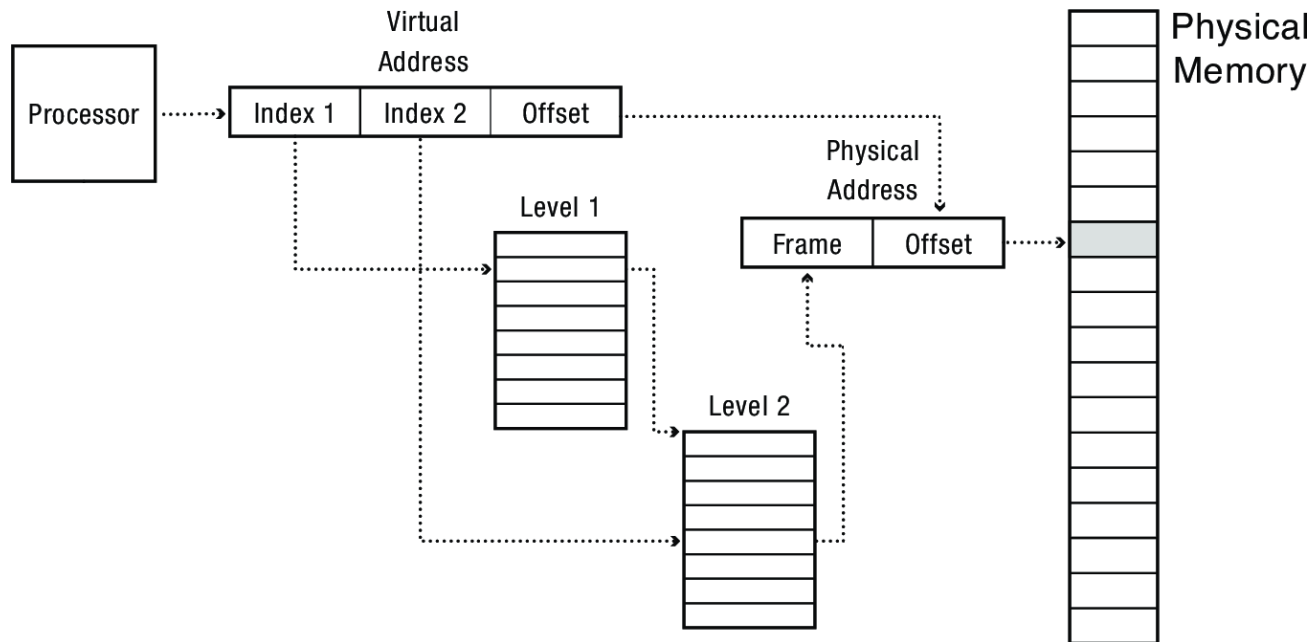 Virtual
Address
Physical
Memory
Processor
Index 1
Index 2
Offset
Physical
Address
Level 1
Frame
Offset
Level 2